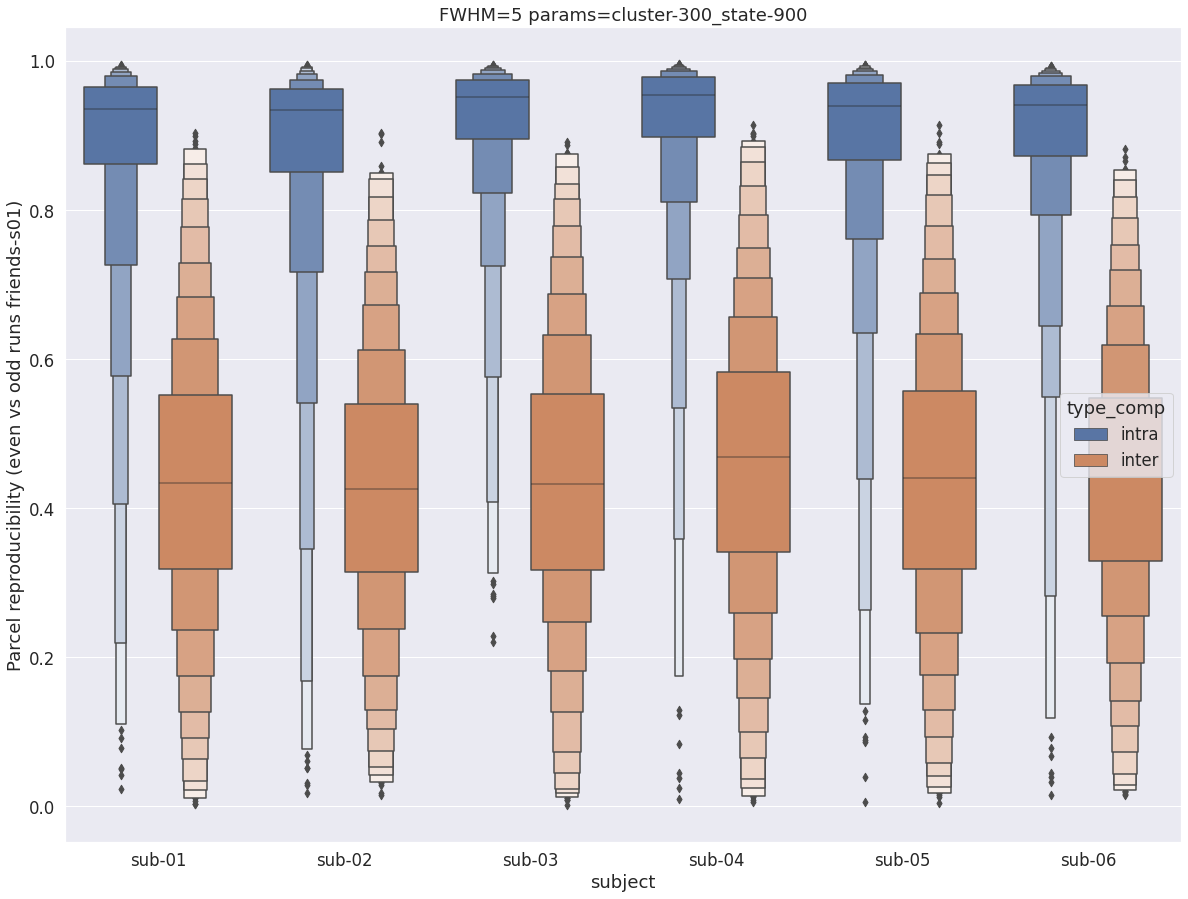 FWHM=5 params=cluster-300_state-900
Parcel reproducibility (even vs odd runs friends-s01)
1.0
0.8
0.6
0.4
0.2
0.0
type_comp
intra
inter
sub-01 sub-02 sub-03 sub-04 sub-05 sub-06
subject